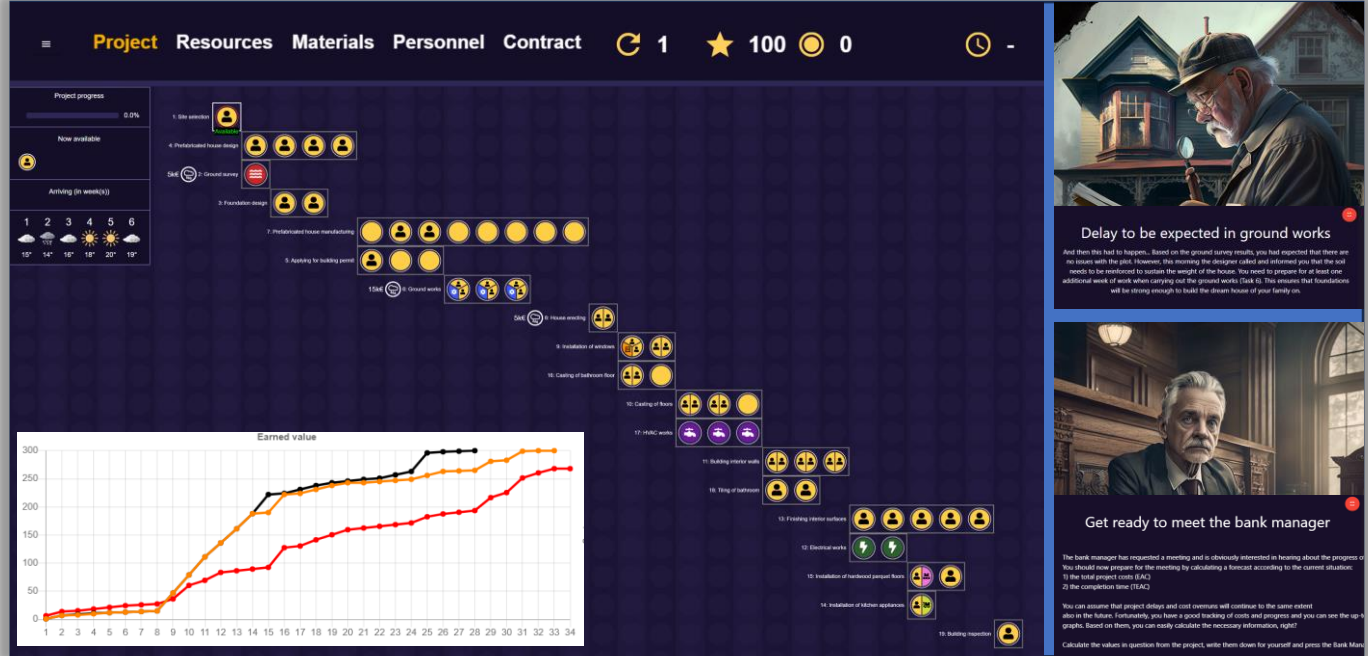 ≡ Project Resources Materials Personnel Contract 1 100 0 -
Project progress
0.0%
Now available
Arriving (in week(s))
1 2 3 4 5 6
15° 14° 16° 18° 20° 19°
1: Site selection
Available
4: Prefabricated house design
5k€ 2: Ground survey
3: Foundation design
7: Prefabricated house manufacturing
5: Applying for building permit
15k€ 6: Ground works
5k€ 8: House erecting
9: Installation of windows
16: Casting of bathroom floor
10: Casting of floors
17: HVAC works
11: Building interior walls
18: Tiling of bathroom
13: Finishing interior surfaces
12: Electrical works
15: Installation of hardwood parquet floors
14: Installation of kitchen appliances
19: Building inspection
Earned value
300
250
200
150
100
50
0
1 2 3 4 5 6 7 8 9 10 11 12 13 14 15 16 17 18 19 20 21 22 23 24 25 26 27 28 29 30 31 32 33 34
Delay to be expected in ground works
And then this had to happen... Based on the ground survey results, you had expected that there are
no issues with the plot. However, this morning the designer called and informed you that the soil
needs to be reinforced to sustain the weight of the house. You need to prepare for at least one
additional week of work when carrying out the ground works (Task 6). This ensures that foundations
will be strong enough to build the dream house of your family on.
Get ready to meet the bank manager
The bank manager has requested a meeting and is obviously interested in hearing about the progress o
You should now prepare for the meeting by calculating a forecast according to the current situation:
1) the total project costs (EAC)
2) the completion time (TEAC)
You can assume that project delays and cost overruns will continue to the same extent
also in the future. Fortunately, you have a good tracking of costs and progress and you can see the up-t
graphs. Based on them, you can easily calculate the necessary information, right?
Calculate the values in question from the project, write them down for yourself and press the Bank Mana